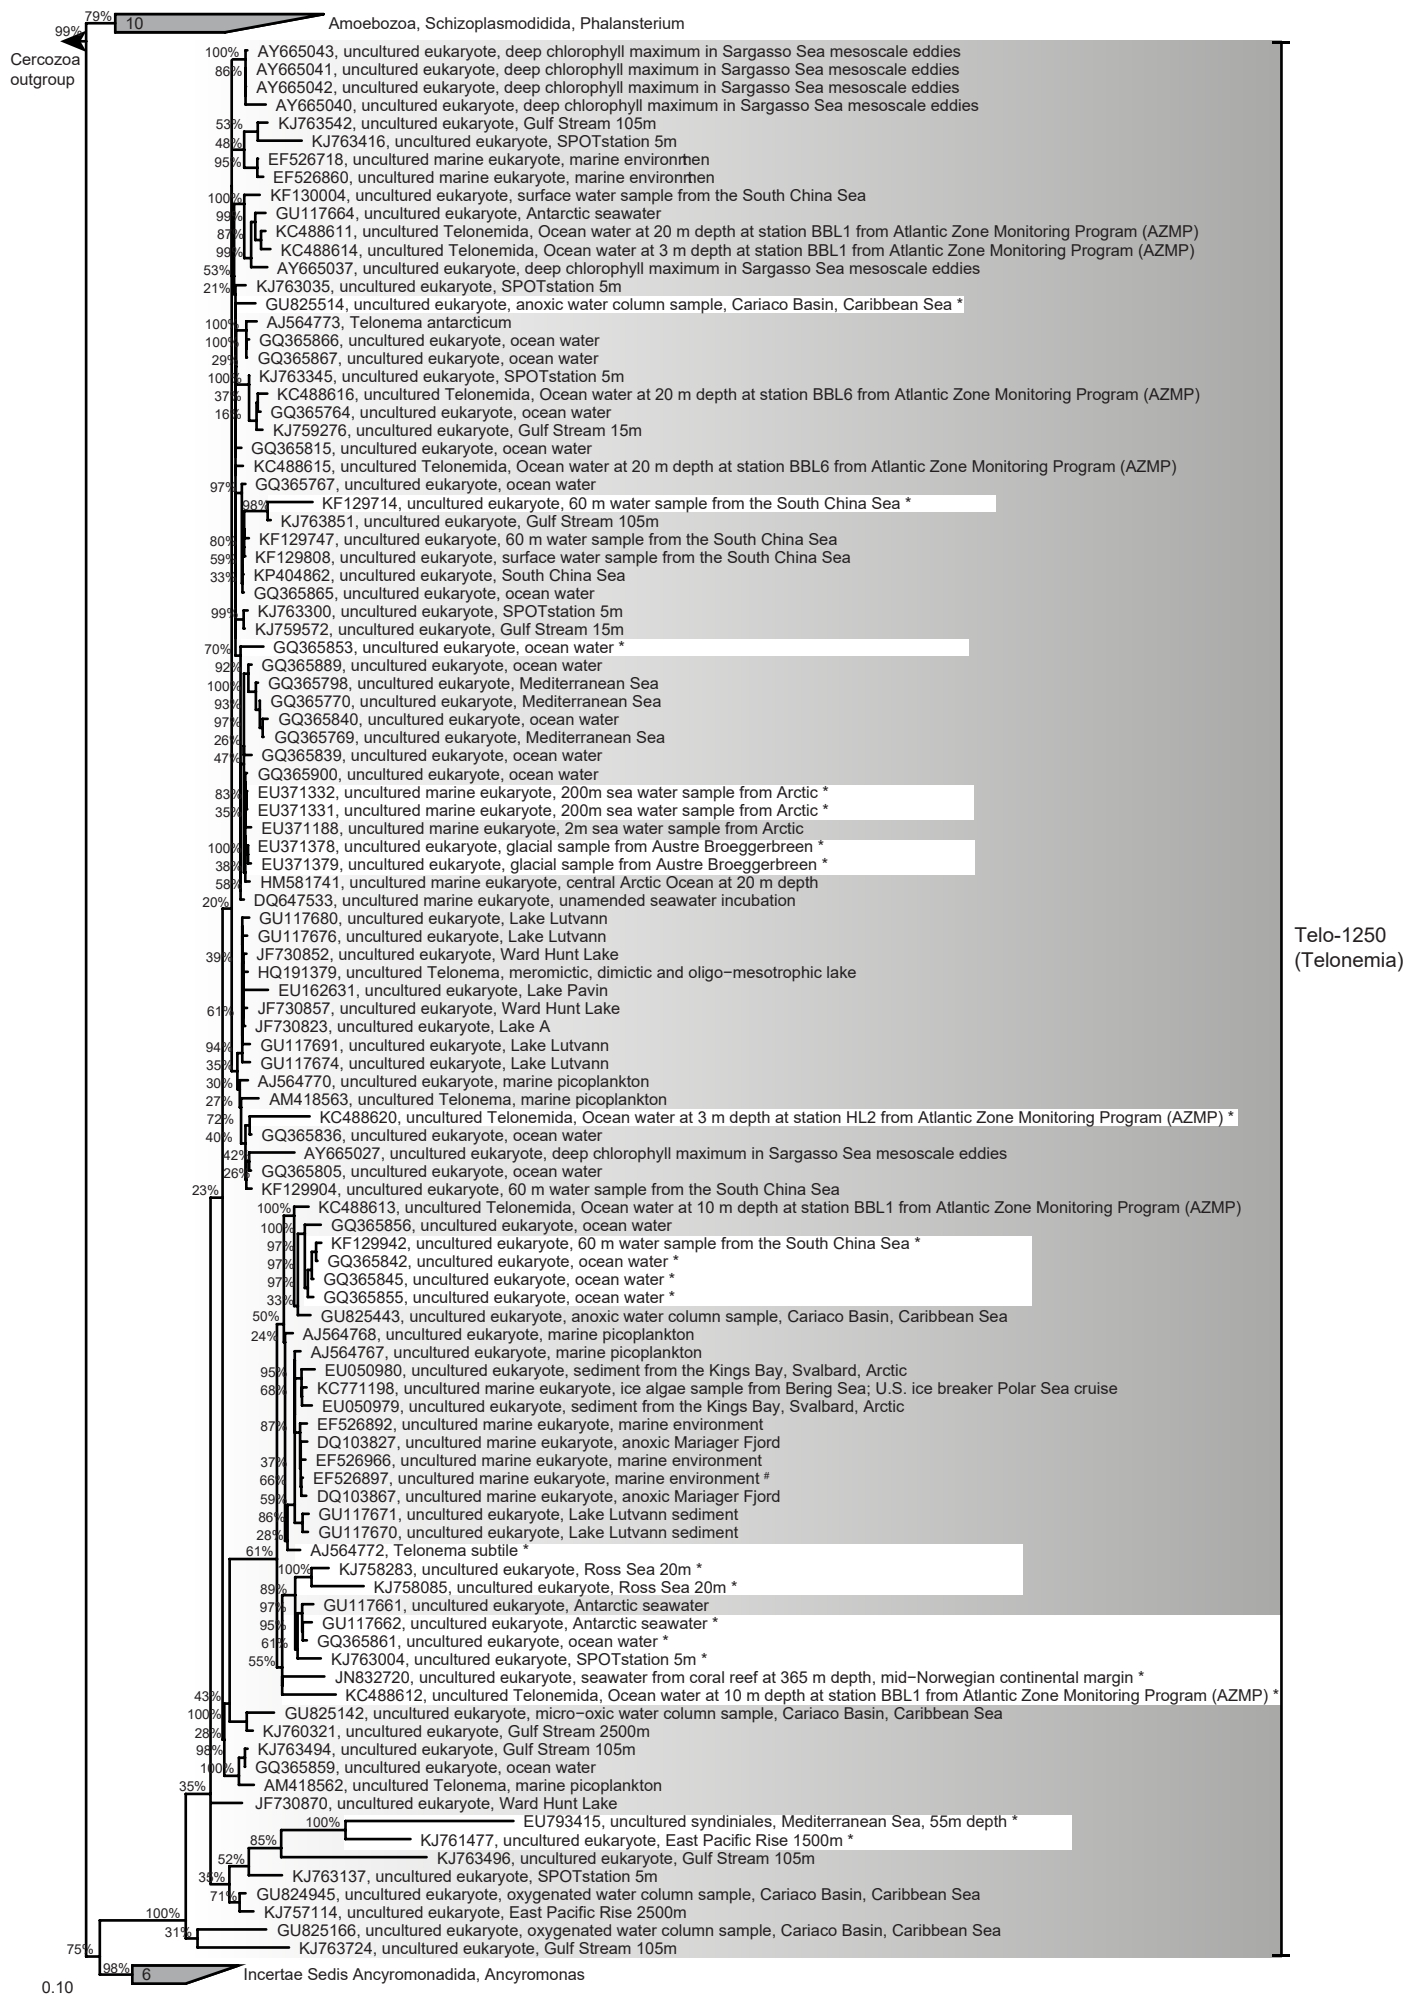 79%
10
Amoebozoa, Schizoplasmodidida, Phalansterium
99%
Cercozoa
outgroup
100% AY665043, uncultured eukaryote, deep chlorophyll maximum in Sargasso Sea mesoscale eddies
86% AY665041, uncultured eukaryote, deep chlorophyll maximum in Sargasso Sea mesoscale eddies
AY665042, uncultured eukaryote, deep chlorophyll maximum in Sargasso Sea mesoscale eddies
AY665040, uncultured eukaryote, deep chlorophyll maximum in Sargasso Sea mesoscale eddies
53% KJ763542, uncultured eukaryote, Gulf Stream 105m
48% KJ763416, uncultured eukaryote, SPOTstation 5m
95% EF526718, uncultured marine eukaryote, marine environmen
EF526860, uncultured marine eukaryote, marine environmen
100% KF130004, uncultured eukaryote, surface water sample from the South China Sea
99% GU117664, uncultured eukaryote, Antarctic seawater
87% KC488611, uncultured Telonemida, Ocean water at 20 m depth at station BBL1 from Atlantic Zone Monitoring Program (AZMP)
99% KC488614, uncultured Telonemida, Ocean water at 3 m depth at station BBL1 from Atlantic Zone Monitoring Program (AZMP)
53% AY665037, uncultured eukaryote, deep chlorophyll maximum in Sargasso Sea mesoscale eddies
21% KJ763035, uncultured eukaryote, SPOTstation 5m
GU825514, uncultured eukaryote, anoxic water column sample, Cariaco Basin, Caribbean Sea *
100% AJ564773, Telonema antarcticum
100% GQ365866, uncultured eukaryote, ocean water
29% GQ365867, uncultured eukaryote, ocean water
100% KJ763345, uncultured eukaryote, SPOTstation 5m
37% KC488616, uncultured Telonemida, Ocean water at 20 m depth at station BBL6 from Atlantic Zone Monitoring Program (AZMP)
16% GQ365764, uncultured eukaryote, ocean water
KJ759276, uncultured eukaryote, Gulf Stream 15m
GQ365815, uncultured eukaryote, ocean water
KC488615, uncultured Telonemida, Ocean water at 20 m depth at station BBL6 from Atlantic Zone Monitoring Program (AZMP)
97% GQ365767, uncultured eukaryote, ocean water
98% KF129714, uncultured eukaryote, 60 m water sample from the South China Sea *
KJ763851, uncultured eukaryote, Gulf Stream 105m
80% KF129747, uncultured eukaryote, 60 m water sample from the South China Sea
59% KF129808, uncultured eukaryote, surface water sample from the South China Sea
33% KP404862, uncultured eukaryote, South China Sea
GQ365865, uncultured eukaryote, ocean water
99% KJ763300, uncultured eukaryote, SPOTstation 5m
KJ759572, uncultured eukaryote, Gulf Stream 15m
70% GQ365853, uncultured eukaryote, ocean water *
92% GQ365889, uncultured eukaryote, ocean water
100% GQ365798, uncultured eukaryote, Mediterranean Sea
93% GQ365770, uncultured eukaryote, Mediterranean Sea
97% GQ365840, uncultured eukaryote, ocean water
26% GQ365769, uncultured eukaryote, Mediterranean Sea
47% GQ365839, uncultured eukaryote, ocean water
GQ365900, uncultured eukaryote, ocean water
83% EU371332, uncultured marine eukaryote, 200m sea water sample from Arctic *
35% EU371331, uncultured marine eukaryote, 200m sea water sample from Arctic *
EU371188, uncultured marine eukaryote, 2m sea water sample from Arctic
100% EU371378, uncultured eukaryote, glacial sample from Austre Broeggerbreen *
38% EU371379, uncultured eukaryote, glacial sample from Austre Broeggerbreen *
58% HM581741, uncultured marine eukaryote, central Arctic Ocean at 20 m depth
20% DQ647533, uncultured marine eukaryote, unamended seawater incubation
GU117680, uncultured eukaryote, Lake Lutvann
GU117676, uncultured eukaryote, Lake Lutvann
39% JF730852, uncultured eukaryote, Ward Hunt Lake
HQ191379, uncultured Telonema, meromictic, dimictic and oligo−mesotrophic lake
EU162631, uncultured eukaryote, Lake Pavin
61% JF730857, uncultured eukaryote, Ward Hunt Lake
JF730823, uncultured eukaryote, Lake A
94% GU117691, uncultured eukaryote, Lake Lutvann
35% GU117674, uncultured eukaryote, Lake Lutvann
30% AJ564770, uncultured eukaryote, marine picoplankton
27% AM418563, uncultured Telonema, marine picoplankton
72% KC488620, uncultured Telonemida, Ocean water at 3 m depth at station HL2 from Atlantic Zone Monitoring Program (AZMP) *
40% GQ365836, uncultured eukaryote, ocean water
42% AY665027, uncultured eukaryote, deep chlorophyll maximum in Sargasso Sea mesoscale eddies
26% GQ365805, uncultured eukaryote, ocean water
23% KF129904, uncultured eukaryote, 60 m water sample from the South China Sea
100% KC488613, uncultured Telonemida, Ocean water at 10 m depth at station BBL1 from Atlantic Zone Monitoring Program (AZMP)
100% GQ365856, uncultured eukaryote, ocean water
97% KF129942, uncultured eukaryote, 60 m water sample from the South China Sea *
97% GQ365842, uncultured eukaryote, ocean water *
97% GQ365845, uncultured eukaryote, ocean water *
33% GQ365855, uncultured eukaryote, ocean water *
50% GU825443, uncultured eukaryote, anoxic water column sample, Cariaco Basin, Caribbean Sea
24% AJ564768, uncultured eukaryote, marine picoplankton
AJ564767, uncultured eukaryote, marine picoplankton
95% EU050980, uncultured eukaryote, sediment from the Kings Bay, Svalbard, Arctic
68% KC771198, uncultured marine eukaryote, ice algae sample from Bering Sea; U.S. ice breaker Polar Sea cruise
EU050979, uncultured eukaryote, sediment from the Kings Bay, Svalbard, Arctic
87% EF526892, uncultured marine eukaryote, marine environment
DQ103827, uncultured marine eukaryote, anoxic Mariager Fjord
37% EF526966, uncultured marine eukaryote, marine environment
66% EF526897, uncultured marine eukaryote, marine environment #
59% DQ103867, uncultured marine eukaryote, anoxic Mariager Fjord
86% GU117671, uncultured eukaryote, Lake Lutvann sediment
28% GU117670, uncultured eukaryote, Lake Lutvann sediment
61% AJ564772, Telonema subtile *
100% KJ758283, uncultured eukaryote, Ross Sea 20m *
89% KJ758085, uncultured eukaryote, Ross Sea 20m *
97% GU117661, uncultured eukaryote, Antarctic seawater
95% GU117662, uncultured eukaryote, Antarctic seawater *
61% GQ365861, uncultured eukaryote, ocean water *
55% KJ763004, uncultured eukaryote, SPOTstation 5m *
JN832720, uncultured eukaryote, seawater from coral reef at 365 m depth, mid−Norwegian continental margin *
43% KC488612, uncultured Telonemida, Ocean water at 10 m depth at station BBL1 from Atlantic Zone Monitoring Program (AZMP) *
100% GU825142, uncultured eukaryote, micro−oxic water column sample, Cariaco Basin, Caribbean Sea
28% KJ760321, uncultured eukaryote, Gulf Stream 2500m
98% KJ763494, uncultured eukaryote, Gulf Stream 105m
100% GQ365859, uncultured eukaryote, ocean water
35% AM418562, uncultured Telonema, marine picoplankton
JF730870, uncultured eukaryote, Ward Hunt Lake
100% EU793415, uncultured syndiniales, Mediterranean Sea, 55m depth *
85% KJ761477, uncultured eukaryote, East Pacific Rise 1500m *
52% KJ763496, uncultured eukaryote, Gulf Stream 105m
35% KJ763137, uncultured eukaryote, SPOTstation 5m
71% GU824945, uncultured eukaryote, oxygenated water column sample, Cariaco Basin, Caribbean Sea
100% KJ757114, uncultured eukaryote, East Pacific Rise 2500m
31% GU825166, uncultured eukaryote, oxygenated water column sample, Cariaco Basin, Caribbean Sea
75% KJ763724, uncultured eukaryote, Gulf Stream 105m
98% 6 Incertae Sedis Ancyromonadida, Ancyromonas
0.10
Telo-1250
(Telonemia)